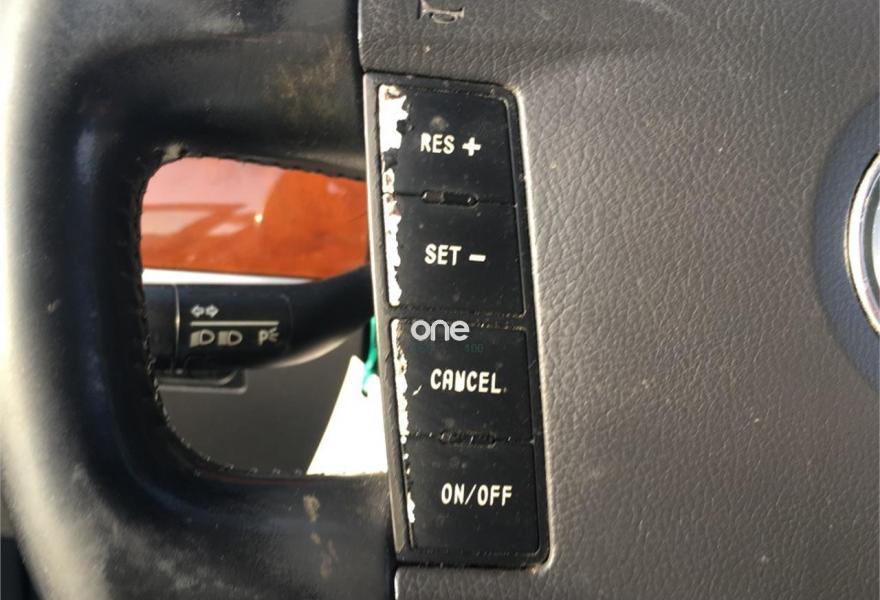 RES +
SET -
one
CANCEL
ON/OFF